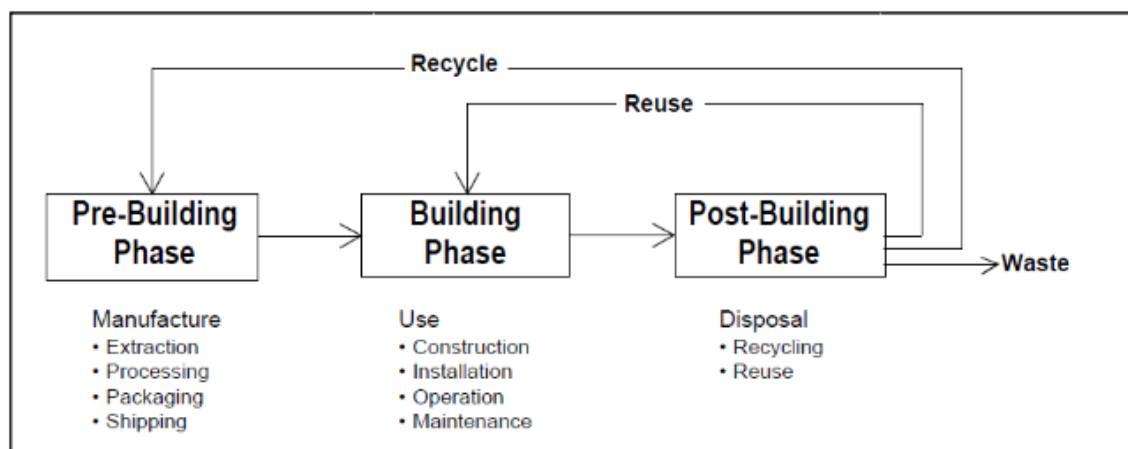 Recycle
Reuse
Pre-Building
Phase
Building
Phase
Post-Building
Phase
Waste
Manufacture
• Extraction
• Processing
• Packaging
• Shipping
Use
• Construction
• Installation
• Operation
• Maintenance
Disposal
• Recycling
• Reuse